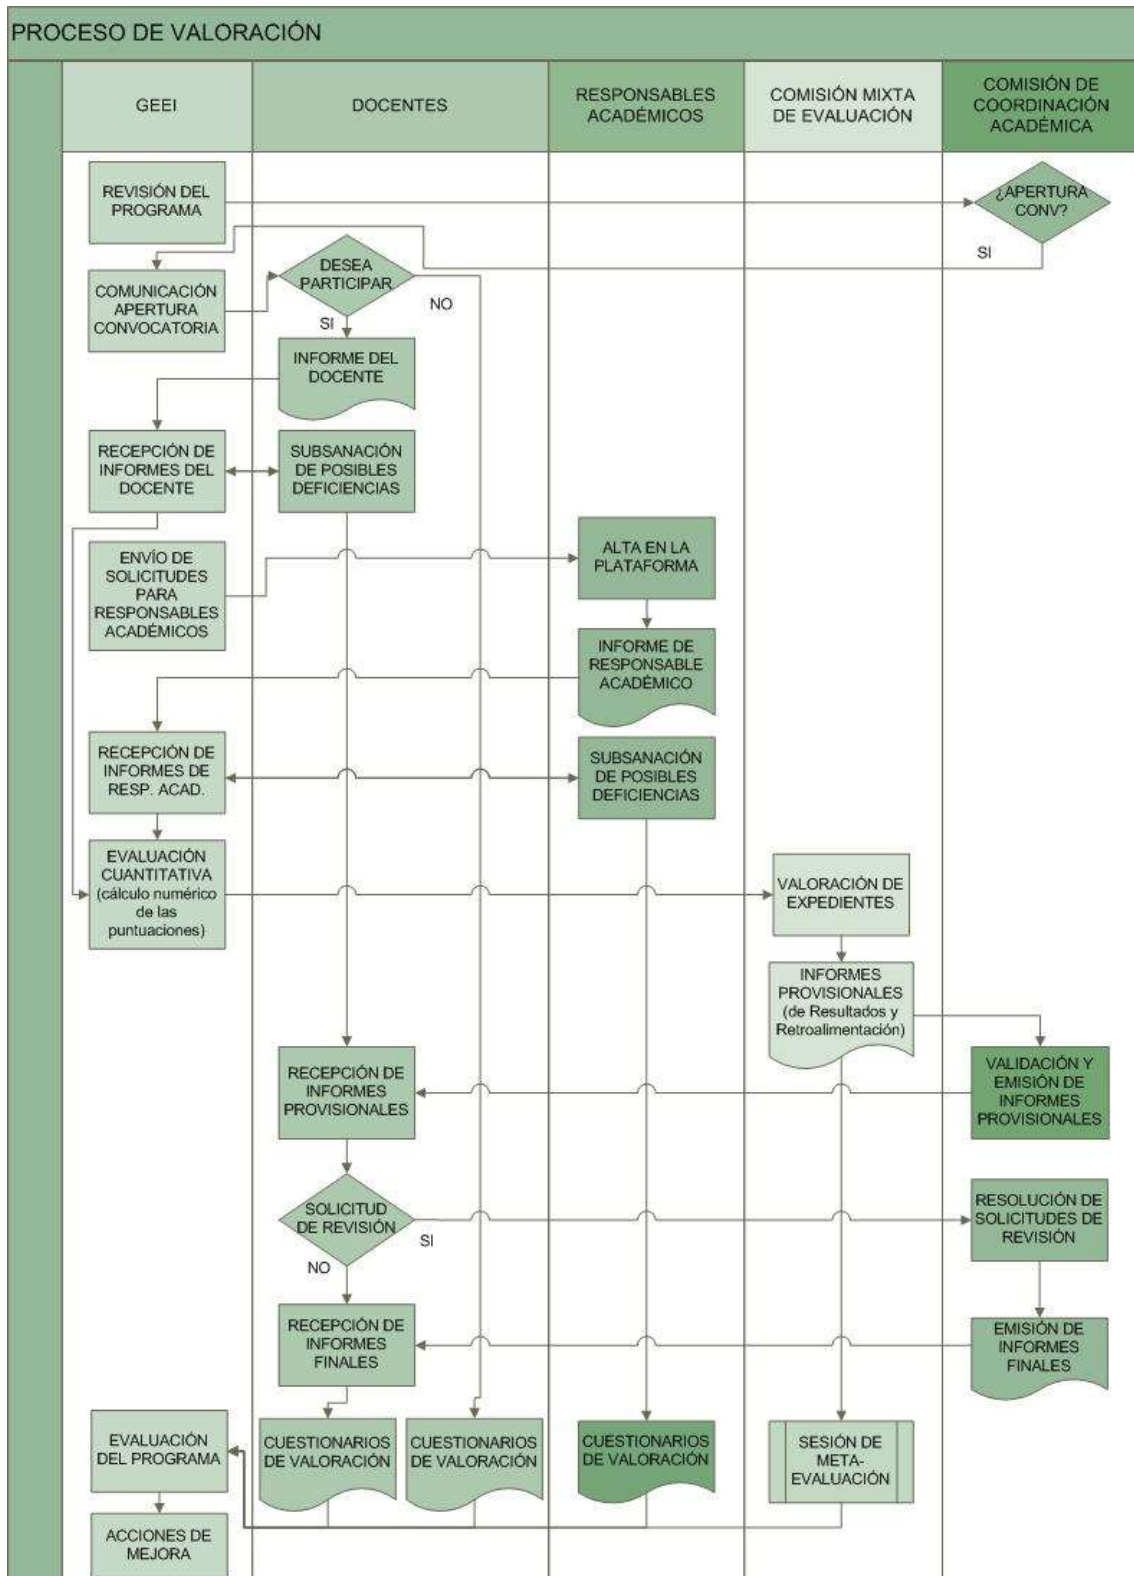 PROCESO DE VALORACIÓN
GEEI
DOCENTES
RESPONSABLES
ACADÉMICOS
COMISIÓN MIXTA
DE EVALUACIÓN
COMISIÓN DE
COORDINACIÓN
ACADÉMICA
REVISIÓN DEL
PROGRAMA
¿APERTURA
CONV?
SI
COMUNICACIÓN
APERTURA
CONVOCATORIA
DESEA
PARTICIPAR
NO
SI
INFORME DEL
DOCENTE
RECEPCIÓN DE
INFORMES DEL
DOCENTE
SUBSANACIÓN
DE POSIBLES
DEFICIENCIAS
ENVÍO DE
SOLICITUDES
PARA
RESPONSABLES
ACADÉMICOS
ALTA EN LA
PLATAFORMA
INFORME DE
RESPONSABLE
ACADÉMICO
RECEPCIÓN DE
INFORMES DE
RESP. ACAD.
SUBSANACIÓN
DE POSIBLES
DEFICIENCIAS
EVALUACIÓN
CUANTITATIVA
(cálculo numérico
de las
puntuaciones)
VALORACIÓN DE
EXPEDIENTES
INFORMES
PROVISIONALES
(de Resultados y
Retroalimentación)
RECEPCIÓN DE
INFORMES
PROVISIONALES
VALIDACIÓN Y
EMISIÓN DE
INFORMES
PROVISIONALES
SOLICITUD
DE REVISIÓN
SI
NO
RESOLUCIÓN DE
SOLICITUDES DE
REVISIÓN
RECEPCIÓN DE
INFORMES
FINALES
EMISIÓN DE
INFORMES
FINALES
EVALUACIÓN
DEL PROGRAMA
CUESTIONARIOS
DE VALORACIÓN
CUESTIONARIOS
DE VALORACIÓN
CUESTIONARIOS
DE VALORACIÓN
SESIÓN DE
META-
EVALUACIÓN
ACCIONES DE
MEJORA